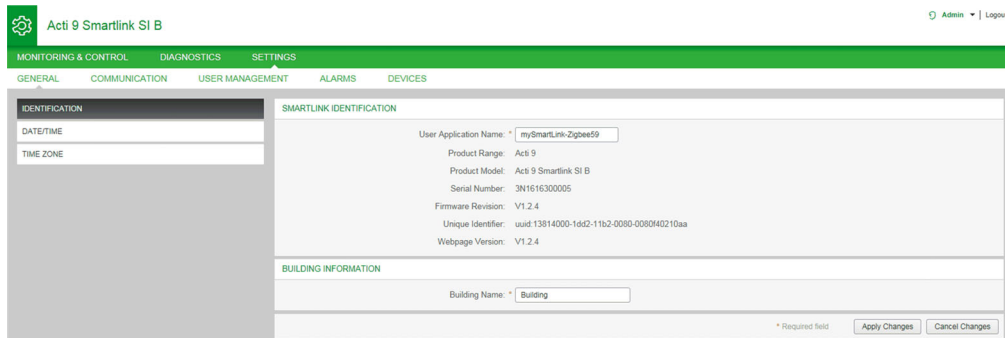 Acti 9 Smartlink SI B
Admin | Logou
MONITORING & CONTROL DIAGNOSTICS SETTINGS
GENERAL COMMUNICATION USER MANAGEMENT ALARMS DEVICES
IDENTIFICATION
DATE/TIME
TIME ZONE
SMARTLINK IDENTIFICATION
User Application Name: * mySmartLink-Zigbee59
Product Range: Acti 9
Product Model: Acti 9 Smartlink SI B
Serial Number: 3N1616300005
Firmware Revision: V1.2.4
Unique Identifier: uuid:13814000-1dd2-11b2-0080-0080f40210aa
Webpage Version: V1.2.4
BUILDING INFORMATION
Building Name: * Building
* Required field Apply Changes Cancel Changes